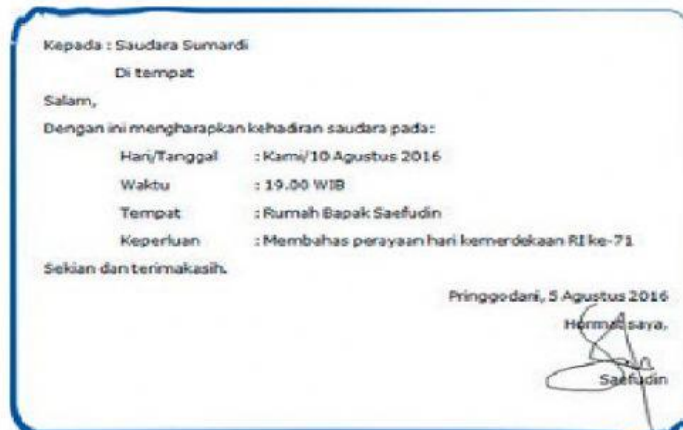 Kepada : Saudara Sumardi
Di tempat
Salam,
Dengan ini mengharapkan kehadiran saudara pada:
Hari/Tanggal : Kami/10 Agustus 2016
Waktu : 19.00 WIB
Tempat : Rumah Bapak Saefudin
Keperluan : Membahas perayaan hari kemerdekaan RI ke-71
Sekian dan terimakasih.
Pringgodani, 5 Agustus 2016
Hormat saya,
Saefudin